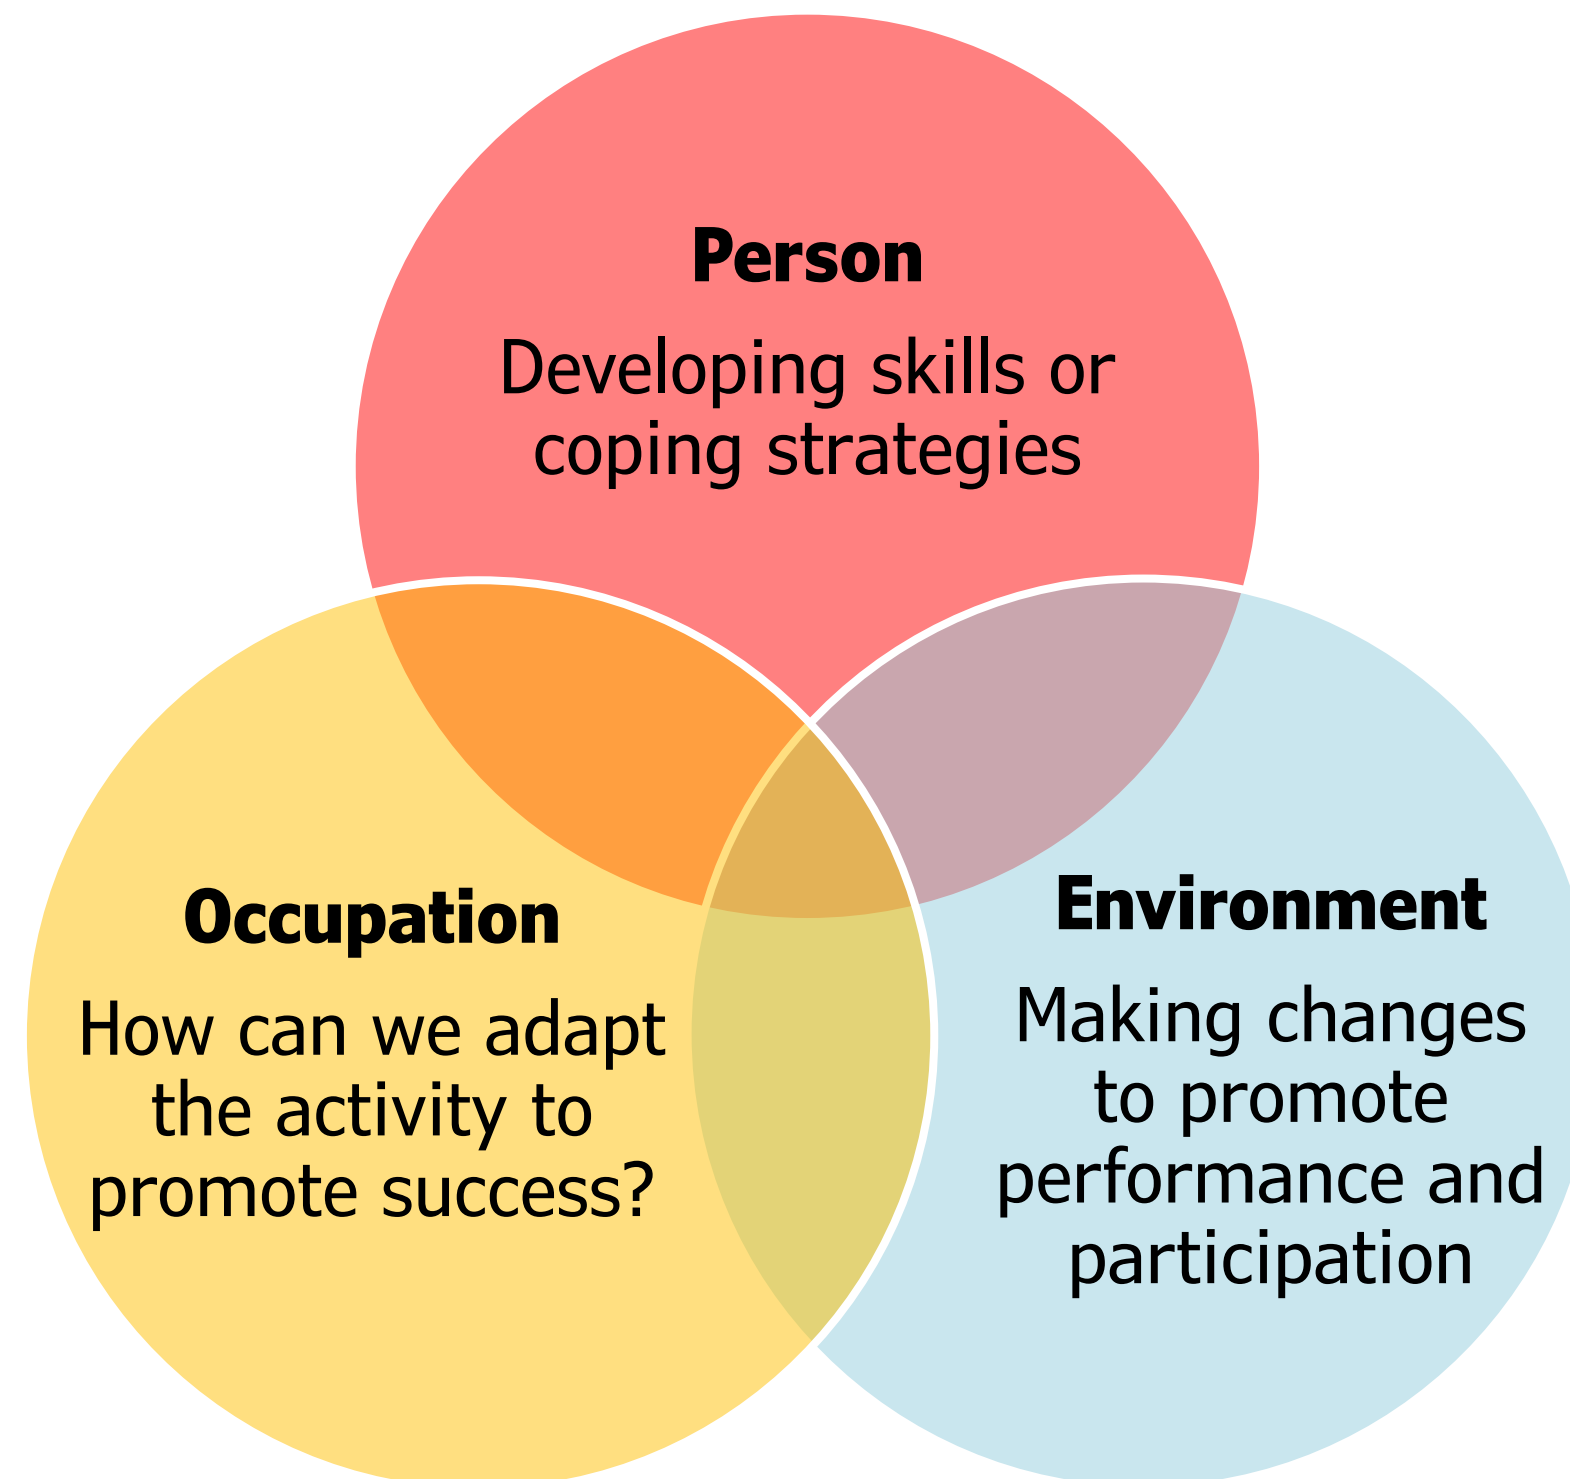 Person
Developing skills or
coping strategies
Occupation
How can we adapt
the activity to
promote success?
Environment
Making changes
to promote
performance and
participation